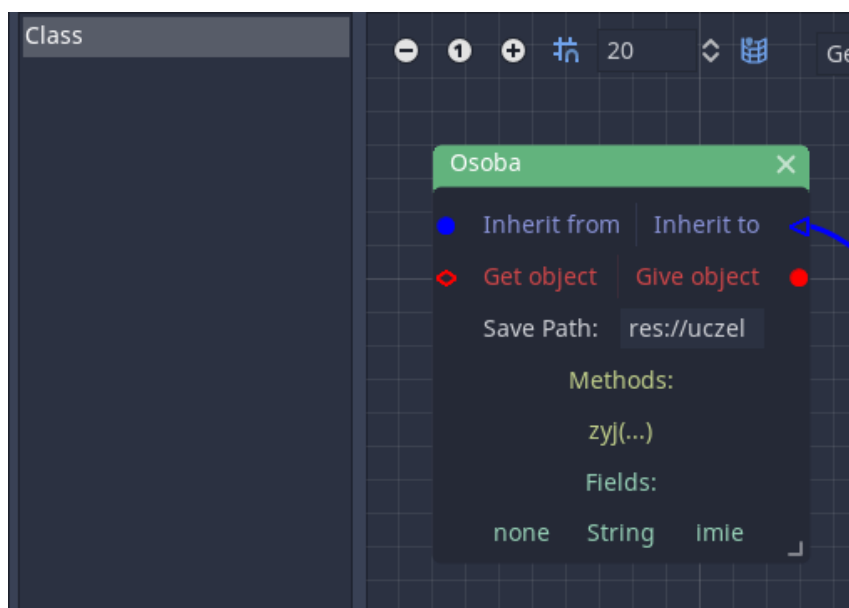 Class
1 20 Ge
Osoba
Inherit from Inherit to
Get object Give object
Save Path: res://uczel
Methods:
zyj(...)
Fields:
none String imie